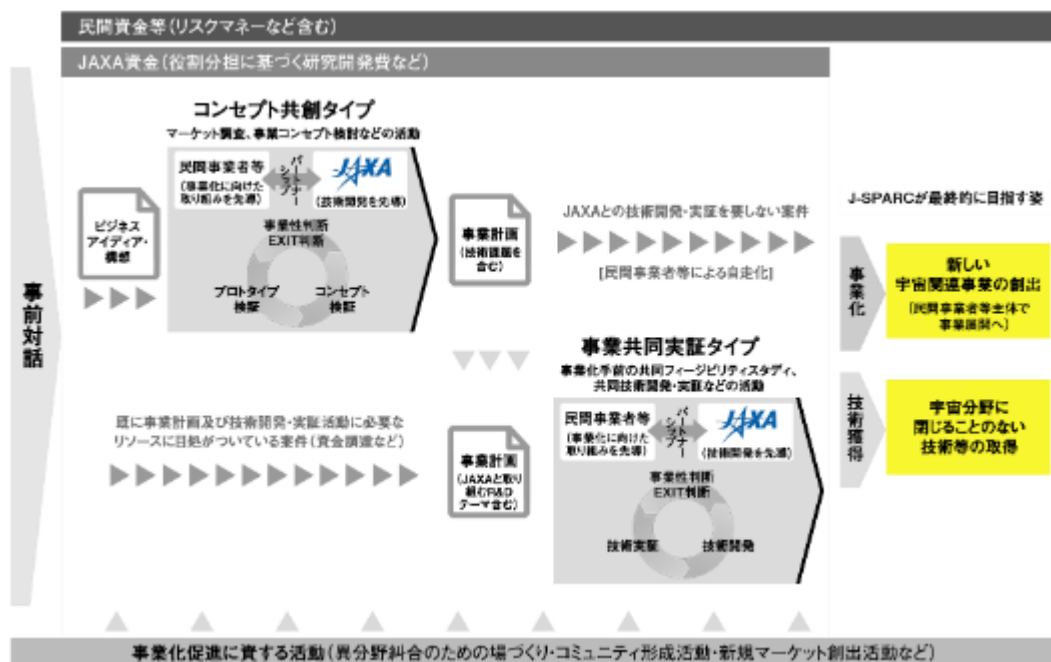 民間資金等(リスクマネーなど含む)
JAXA資金(役割分担に基づく研究開発費など)
事前対話
コンセプト共創タイプ
マーケット調査、事業コンセプト検討などの活動
民間事業者等
(事業化に向けた
取り組みを先導)
パートナー
シップ
JAXA
(技術開発を先導)
事業性判断
EXIT判断
プロトタイプ
検証
コンセプト
検証
ビジネス
アイディア・
構想
事業計画
(技術課題を
含む)
JAXAとの技術開発・実証を要しない案件
[民間事業者等による自走化]
J-SPARCが最終的に目指す姿
事業化
新しい
宇宙関連事業の創出
[民間事業者等主体で
事業展開へ]
事業共同実証タイプ
事業化手前の共同フィージビリティスタディ、
共同技術開発・実証などの活動
民間事業者等
(事業化に向けた
取り組みを先導)
パートナー
シップ
JAXA
(技術開発を先導)
事業性判断
EXIT判断
技術実証
技術開発
既に事業計画及び技術開発・実証活動に必要な
リソースに目処がついている案件(資金調達など)
事業計画
(JAXAと取り
組むR&D
テーマ含む)
技術獲得
宇宙分野に
閉じることのない
技術等の取得
事業化促進に資する活動(異分野糾合のための場づくり・コミュニティ形成活動・新規マーケット創出活動など)